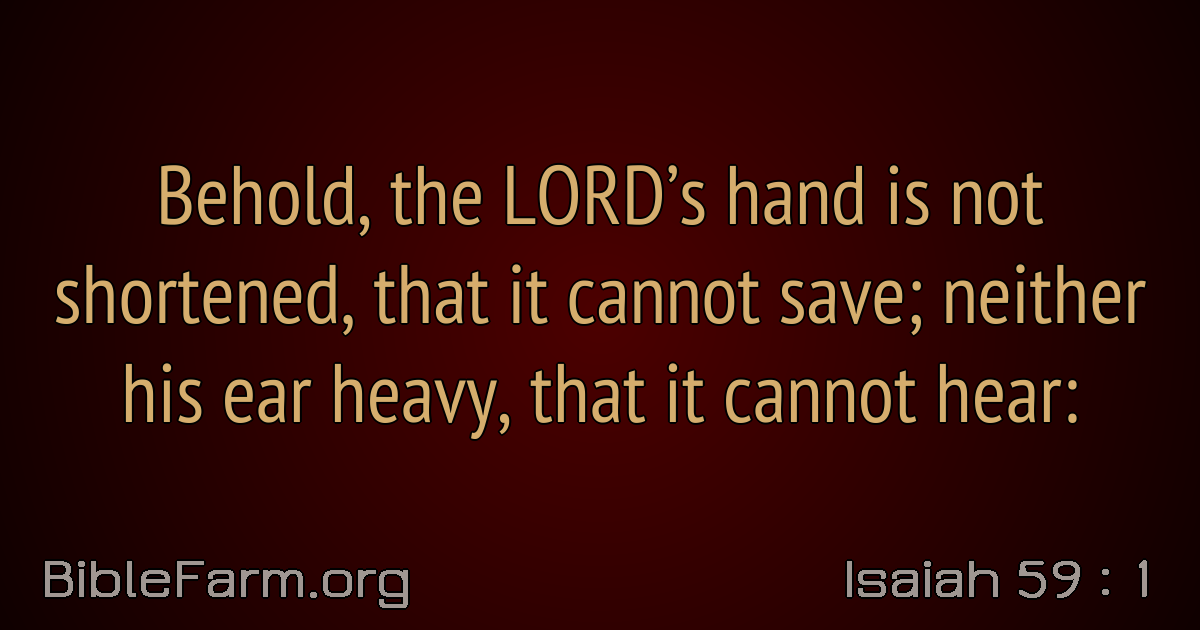 Behold, the LORD’s hand is not
shortened, that it cannot save; neither
his ear heavy, that it cannot hear:
BibleFarm.org
Isaiah 59 : 1